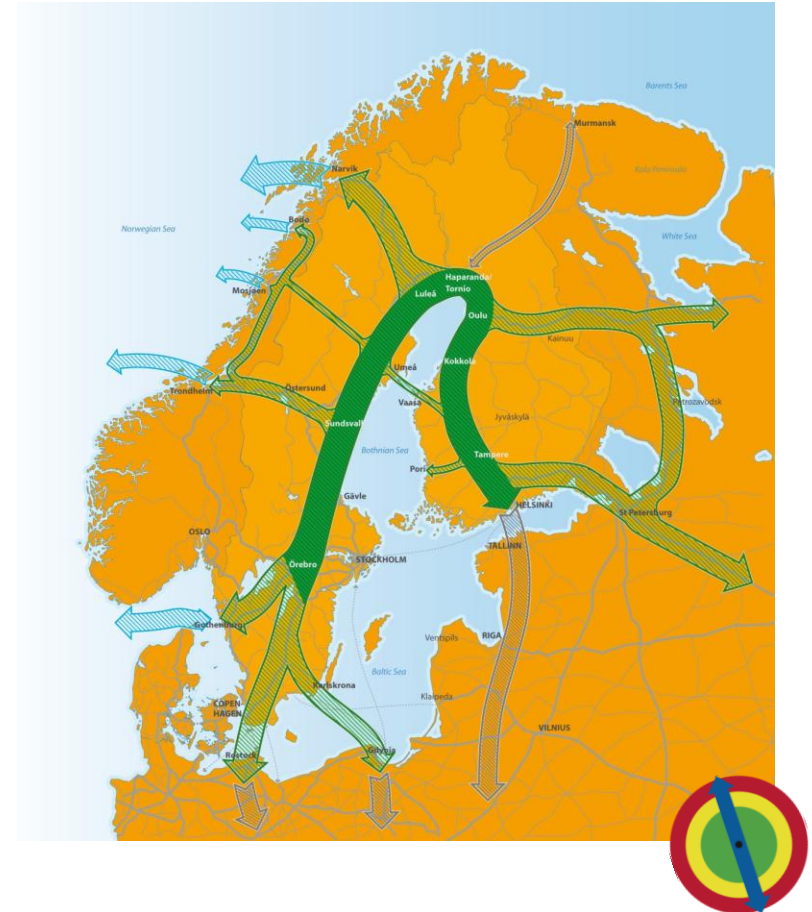 Barents Sea
Murmansk
Kola Peninsula
Narvik
Bodø
Norwegian Sea
White Sea
Haparanda/
Tornio
Mosjøen
Luleå
Oulu
Kainuu
Kokkola
Umeå
Trondheim
Östersund
Vaasa
Petrozavodsk
Jyväskylä
Sundsvall
Bothnian Sea
Tampere
Pori
Gävle
HELSINKI
St Petersburg
OSLO
TALLINN
STOCKHOLM
Örebro
Gothenburg
Ventspils
RIGA
Baltic Sea
Karlskrona
Klaipeda
COPEN-
HAGEN
VILNIUS
Rostock
Gdynia